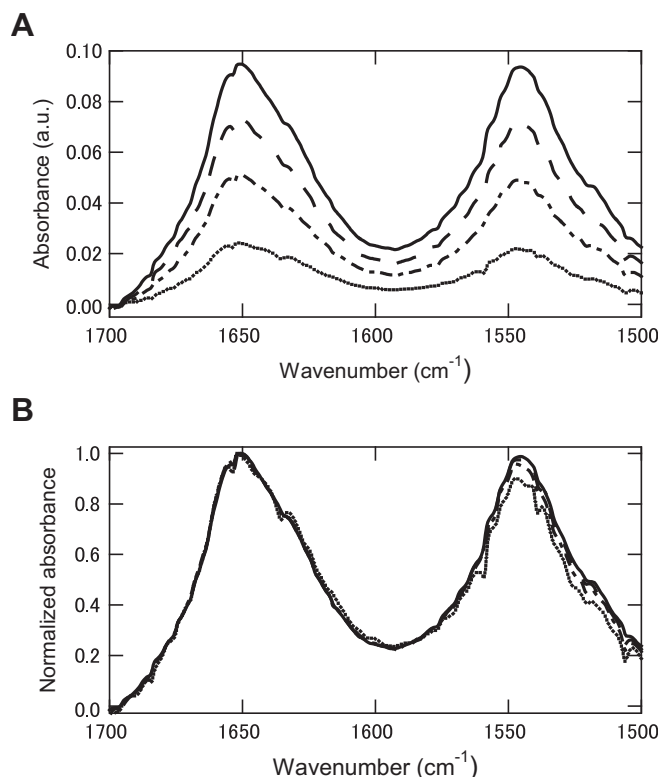 A
Absorbance (a.u.)
0.10
0.08
0.06
0.04
0.02
0.00
1700 1650 1600 1550 1500
Wavenumber (cm⁻¹)
B
Normalized absorbance
1.0
0.8
0.6
0.4
0.2
0.0
1700 1650 1600 1550 1500
Wavenumber (cm⁻¹)